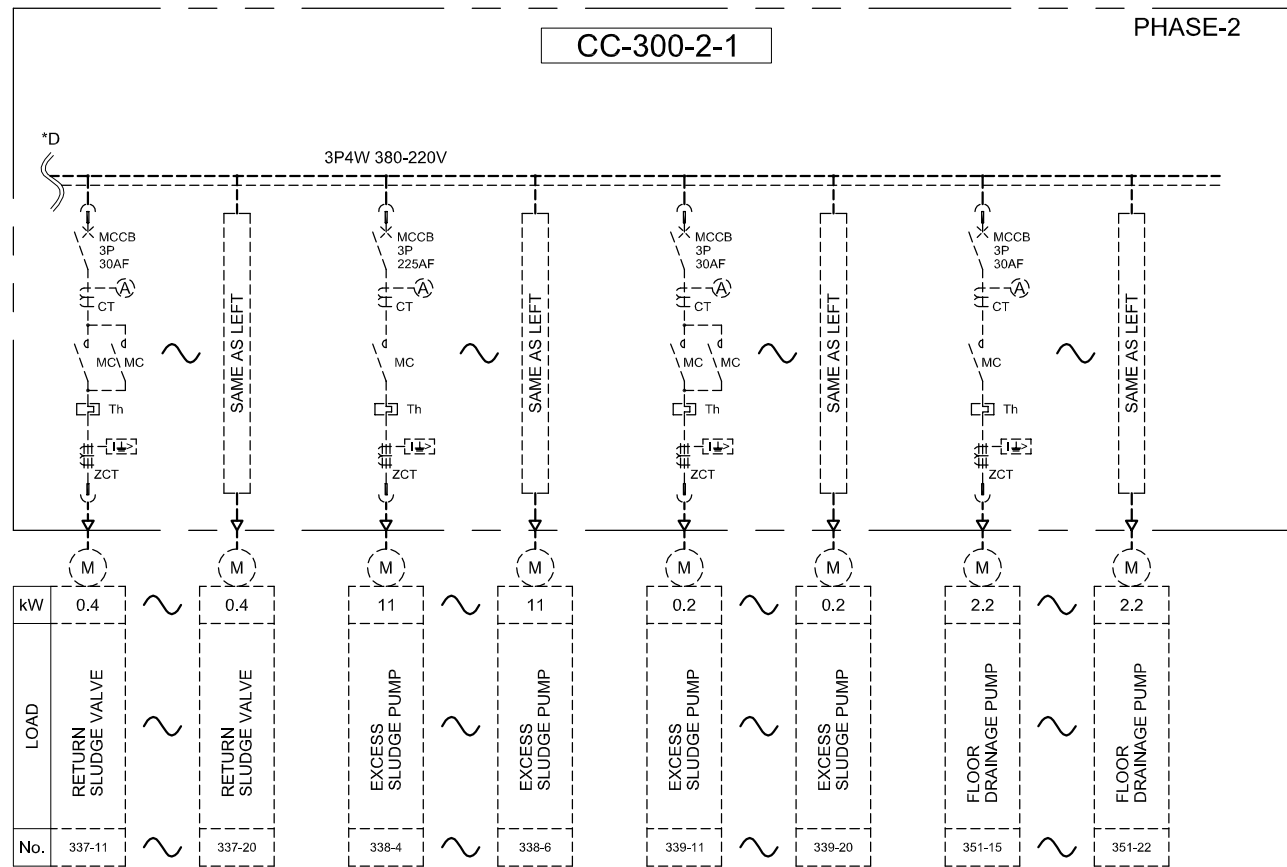 PHASE-2
CC-300-2-1
*D
3P4W 380-220V
MCCB
3P
30AF
A
CT
MC
MC
Th
I
ZCT
SAME AS LEFT
MCCB
3P
225AF
A
CT
MC
Th
I
ZCT
SAME AS LEFT
MCCB
3P
30AF
A
CT
MC
MC
Th
I
ZCT
SAME AS LEFT
MCCB
3P
30AF
A
CT
MC
Th
I
ZCT
SAME AS LEFT
M M M M M M M M
kW 0.4 0.4 11 11 0.2 0.2 2.2 2.2
LOAD
RETURN
SLUDGE VALVE
RETURN
SLUDGE VALVE
EXCESS
SLUDGE PUMP
EXCESS
SLUDGE PUMP
EXCESS
SLUDGE PUMP
EXCESS
SLUDGE PUMP
FLOOR
DRAINAGE PUMP
FLOOR
DRAINAGE PUMP
No. 337-11 337-20 338-4 338-6 339-11 339-20 351-15 351-22